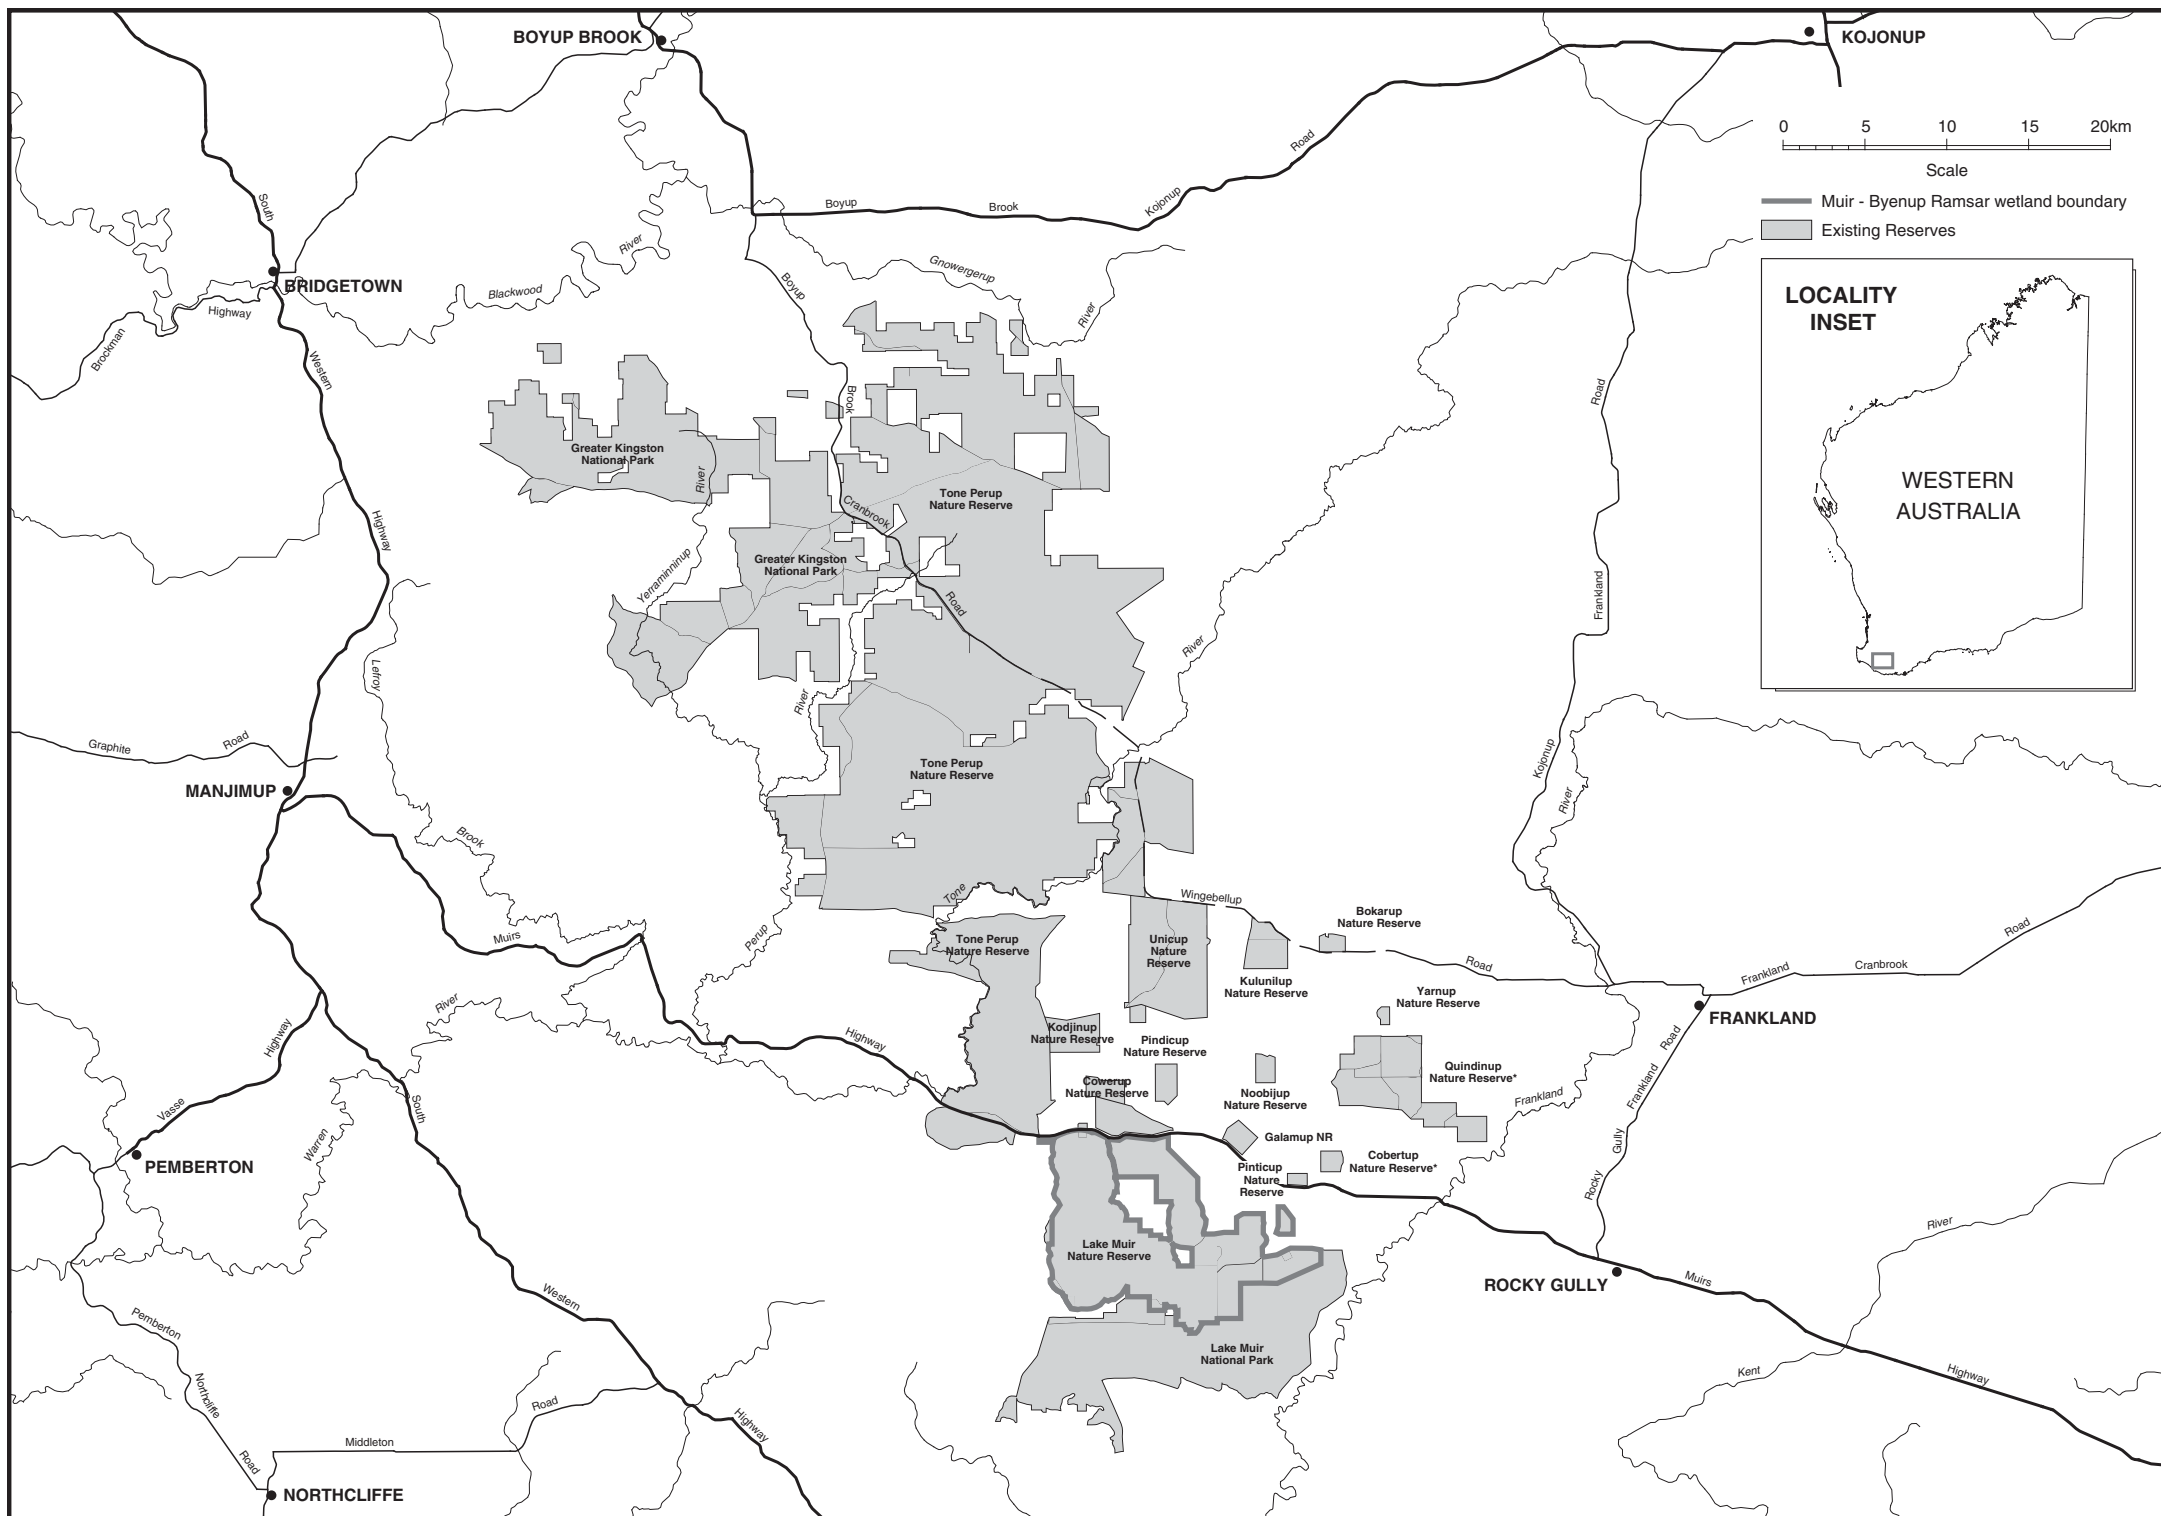 BOYUP BROOK
KOJONUP
0 5 10 15 20km
Scale
Muir - Byenup Ramsar wetland boundary
Existing Reserves
LOCALITY
INSET
WESTERN
AUSTRALIA
South
Road
Boyup
Brook
Kojonup
River
Gnowergerup
River
Blackwood
BRIDGETOWN
Highway
Brockman
Western
Boyup
Brook
Road
Greater Kingston
National Park
River
Tone Perup
Nature Reserve
Cranbrook
Highway
Greater Kingston
National Park
Yerraminnup
Road
Frankland
River
Lefroy
River
Graphite
Road
Kojonup
River
Tone Perup
Nature Reserve
MANJIMUP
Brook
Tone
Wingebellup
Bokarup
Nature Reserve
Road
Muirs
Perup
Tone Perup
Nature Reserve
Unicup
Nature
Reserve
Road
Frankland
Cranbrook
Kulunilup
Nature Reserve
Yarnup
Nature Reserve
River
FRANKLAND
Highway
Highway
Kodjinup
Nature Reserve
Pindicup
Nature Reserve
Road
Quindinup
Nature Reserve*
Cowerup
Nature Reserve
Noobijup
Nature Reserve
Frankland
Frankland
Vasse
South
Warren
Galamup NR
Gully
PEMBERTON
Cobertup
Nature Reserve*
Pinticup
Nature
Reserve
Rocky
River
Lake Muir
Nature Reserve
ROCKY GULLY
Muirs
Western
Pemberton
Lake Muir
National Park
Kent
Highway
Northcliffe
Road
Highway
Middleton
Road
NORTHCLIFFE